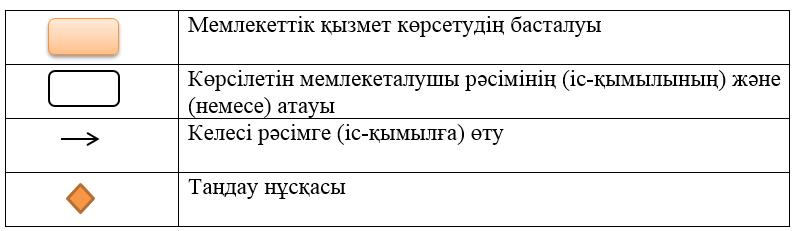 Мемлекеттік қызмет көрсетудің басталуы
Көрсілетін мемлекеталушы рәсімінің (іс-қымылының) және
(немесе) атауы
Келесі рәсімге (іс-қымылға) өту
Таңдау нұсқасы